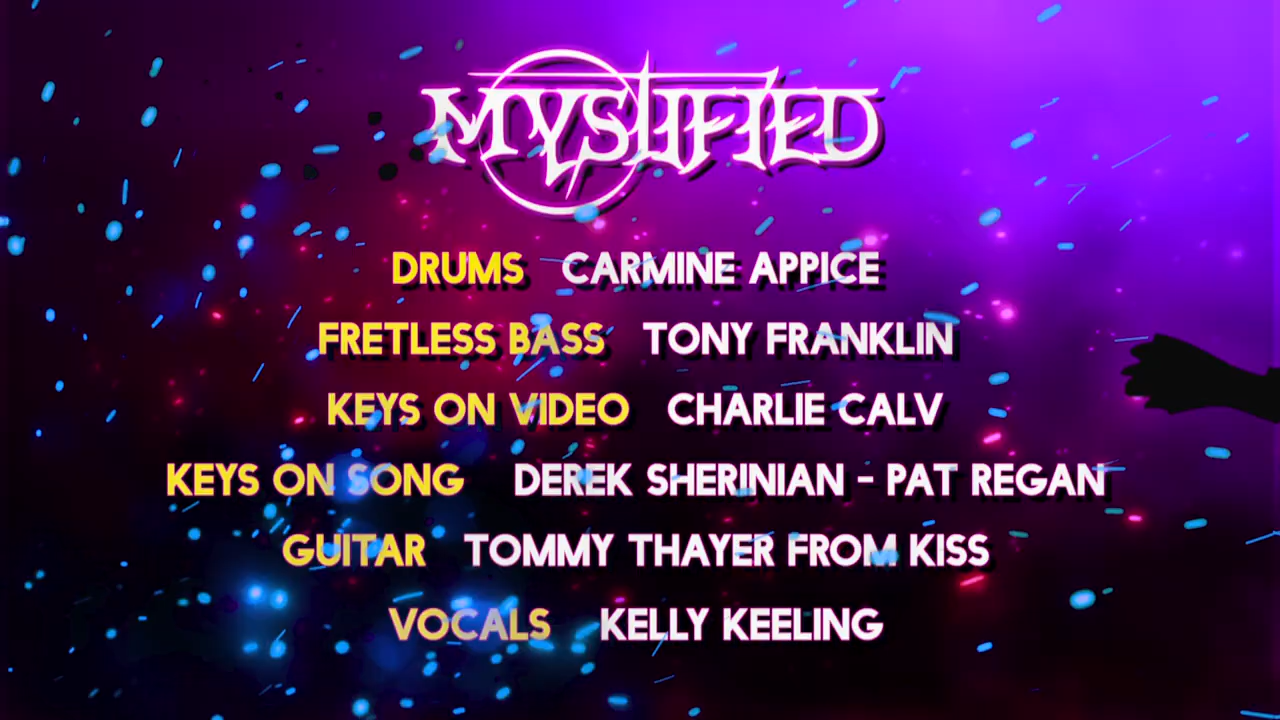 MYSTIFIED
DRUMS CARMINE APPICE
FRETLESS BASS TONY FRANKLIN
KEYS ON VIDEO CHARLIE CALV
KEYS ON SONG DEREK SHERINIAN - PAT REGAN
GUITAR TOMMY THAYER FROM KISS
VOCALS KELLY KEELING